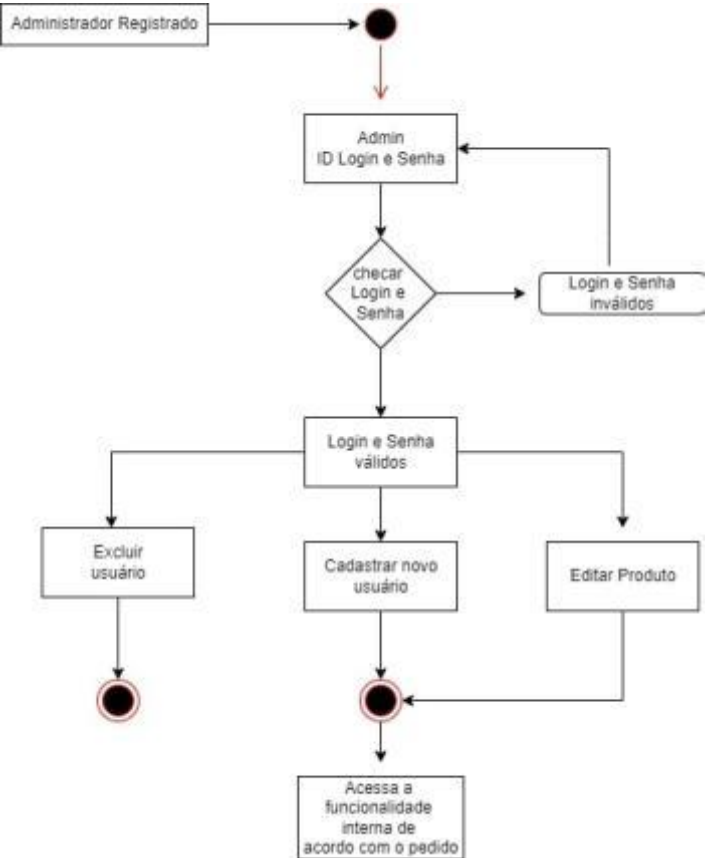 Administrador Registrado
Admin
ID Login e Senha
checar
Login e
Senha
Login e Senha
inválidos
Login e Senha
válidos
Excluir
usuário
Cadastrar novo
usuário
Editar Produto
Acessa a
funcionalidade
interna de
acordo com o pedido